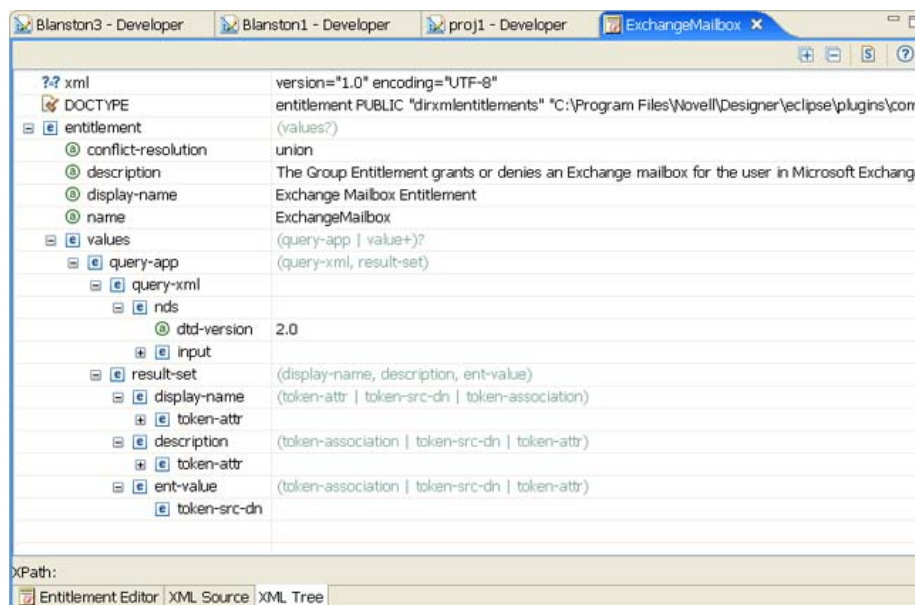 Blanston3 - Developer Blanston1 - Developer proj1 - Developer ExchangeMailbox
?=? xml version="1.0" encoding="UTF-8"
DOCTYPE entitlement PUBLIC "dirxmlentitlements" "C:\Program Files\Novell\Designer\eclipse\plugins\com
e entitlement (values?)
a conflict-resolution union
a description The Group Entitlement grants or denies an Exchange mailbox for the user in Microsoft Exchang
a display-name Exchange Mailbox Entitlement
a name ExchangeMailbox
e values (query-app | value+)?
e query-app (query-xml, result-set)
e query-xml
e nds
a dtd-version 2.0
e input
e result-set (display-name, description, ent-value)
e display-name (token-attr | token-src-dn | token-association)
e token-attr
e description (token-association | token-src-dn | token-attr)
e token-attr
e ent-value (token-association | token-src-dn | token-attr)
e token-src-dn
XPath:
Entitlement Editor XML Source XML Tree